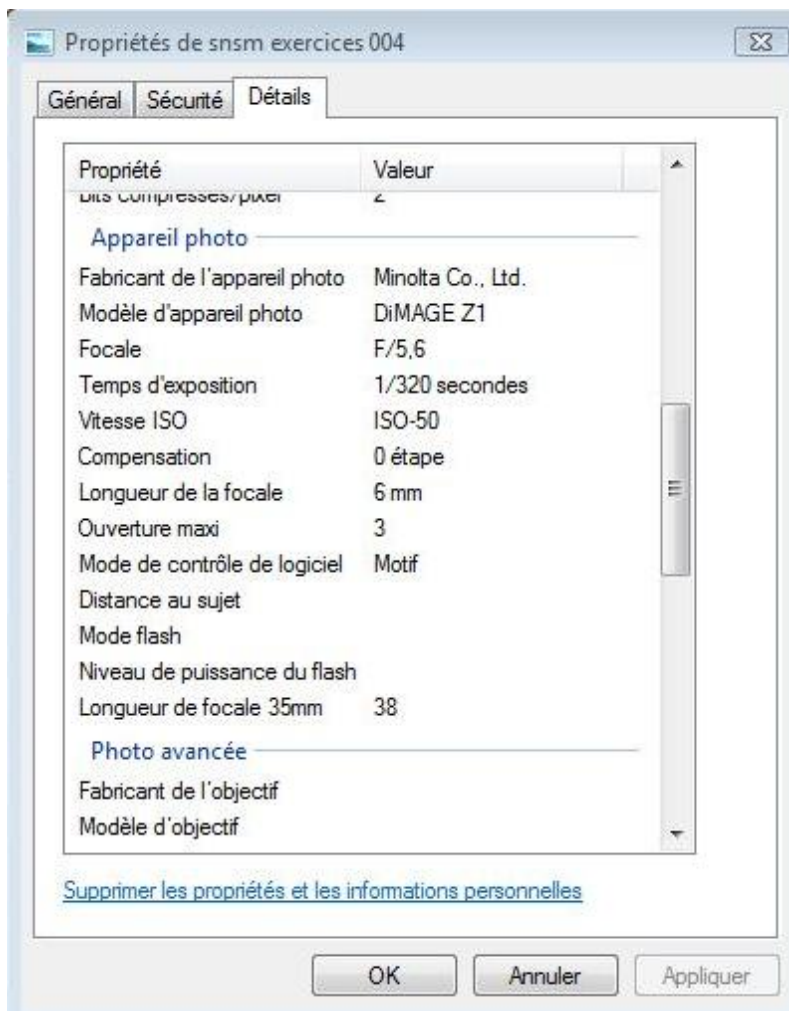 Propriétés de snsm exercices 004
Général Sécurité Détails
Propriété Valeur
Bits compressés/pixel 2
Appareil photo
Fabricant de l'appareil photo Minolta Co., Ltd.
Modèle d'appareil photo DiMAGE Z1
Focale F/5,6
Temps d'exposition 1/320 secondes
Vitesse ISO ISO-50
Compensation 0 étape
Longueur de la focale 6 mm
Ouverture maxi 3
Mode de contrôle de logiciel Motif
Distance au sujet
Mode flash
Niveau de puissance du flash
Longueur de focale 35mm 38
Photo avancée
Fabricant de l'objectif
Modèle d'objectif
Supprimer les propriétés et les informations personnelles
OK Annuler Appliquer